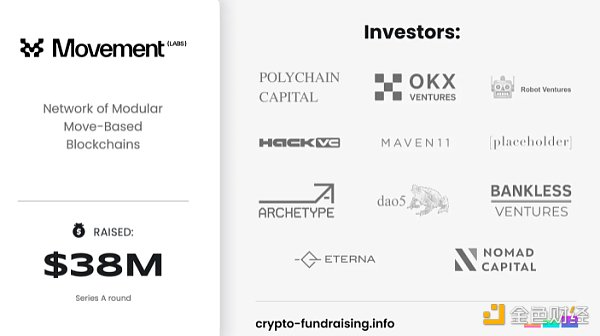 Movement (LABS)
Network of Modular
Move-Based
Blockchains
RAISED:
$38M
Series A round
Investors:
POLYCHAIN
CAPITAL
OKX
VENTURES
Robot Ventures
HACK VC
MAVEN11
[placeholder]
ARCHETYPE
dao5
BANKLESS
VENTURES
ETERNA
NOMAD
CAPITAL
crypto-fundraising.info
金色财经